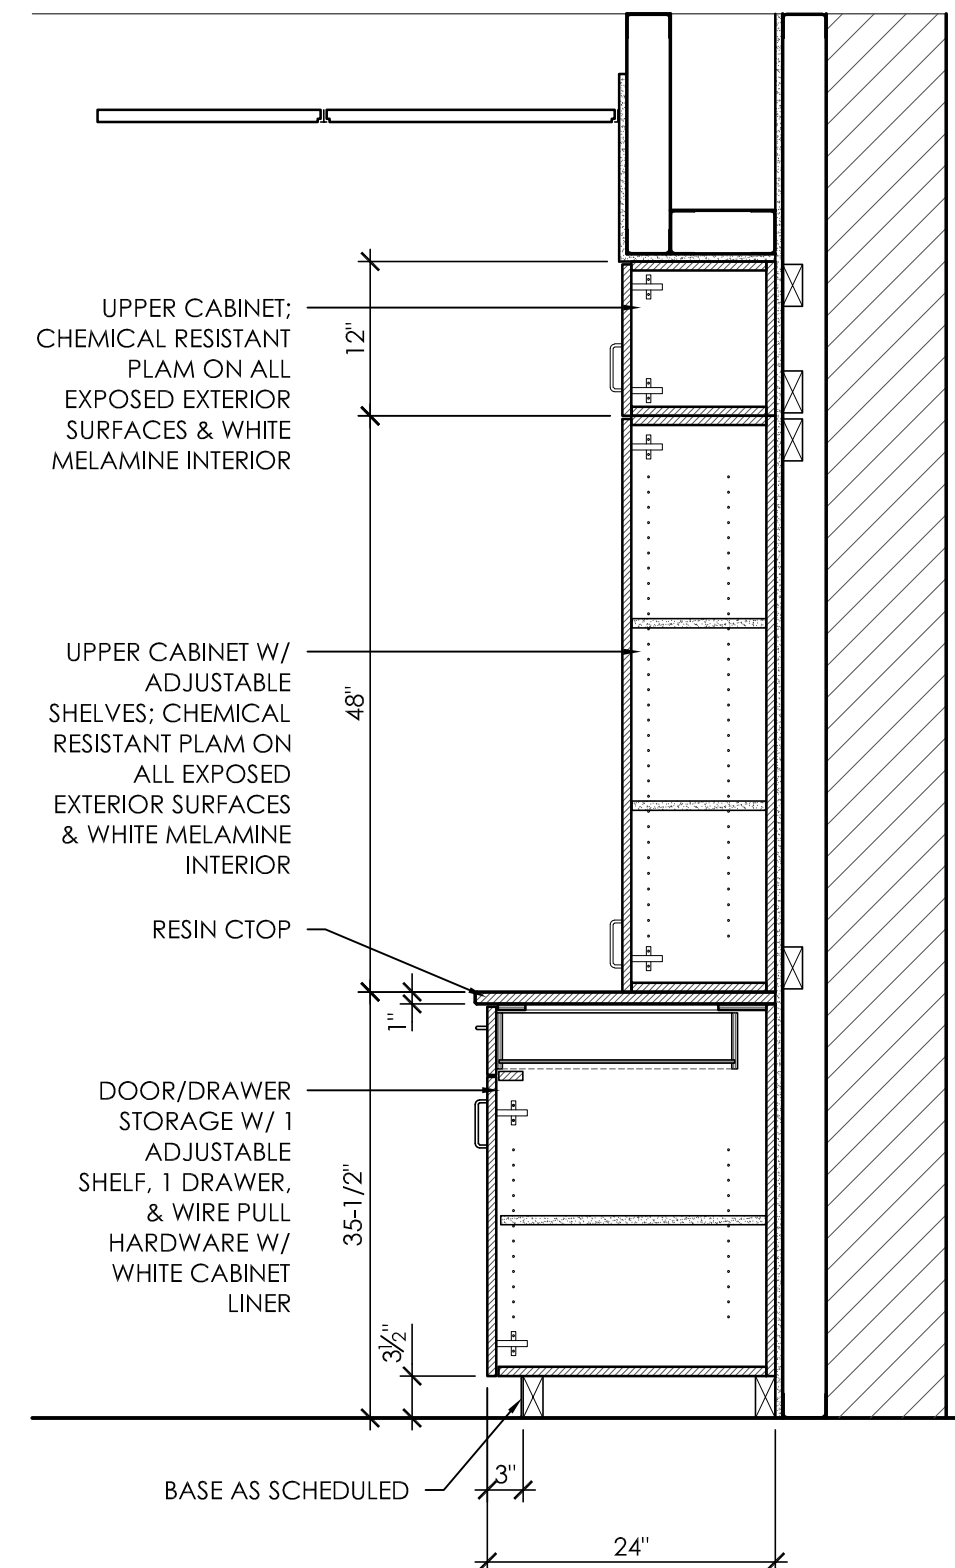 UPPER CABINET;
CHEMICAL RESISTANT
PLAM ON ALL
EXPOSED EXTERIOR
SURFACES & WHITE
MELAMINE INTERIOR
12"
UPPER CABINET W/
ADJUSTABLE
SHELVES; CHEMICAL
RESISTANT PLAM ON
ALL EXPOSED
EXTERIOR SURFACES
& WHITE MELAMINE
INTERIOR
48"
RESIN CTOP
1"
DOOR/DRAWER
STORAGE W/ 1
ADJUSTABLE
SHELF, 1 DRAWER,
& WIRE PULL
HARDWARE W/
WHITE CABINET
LINER
35-1/2"
3½"
BASE AS SCHEDULED
3"
24"